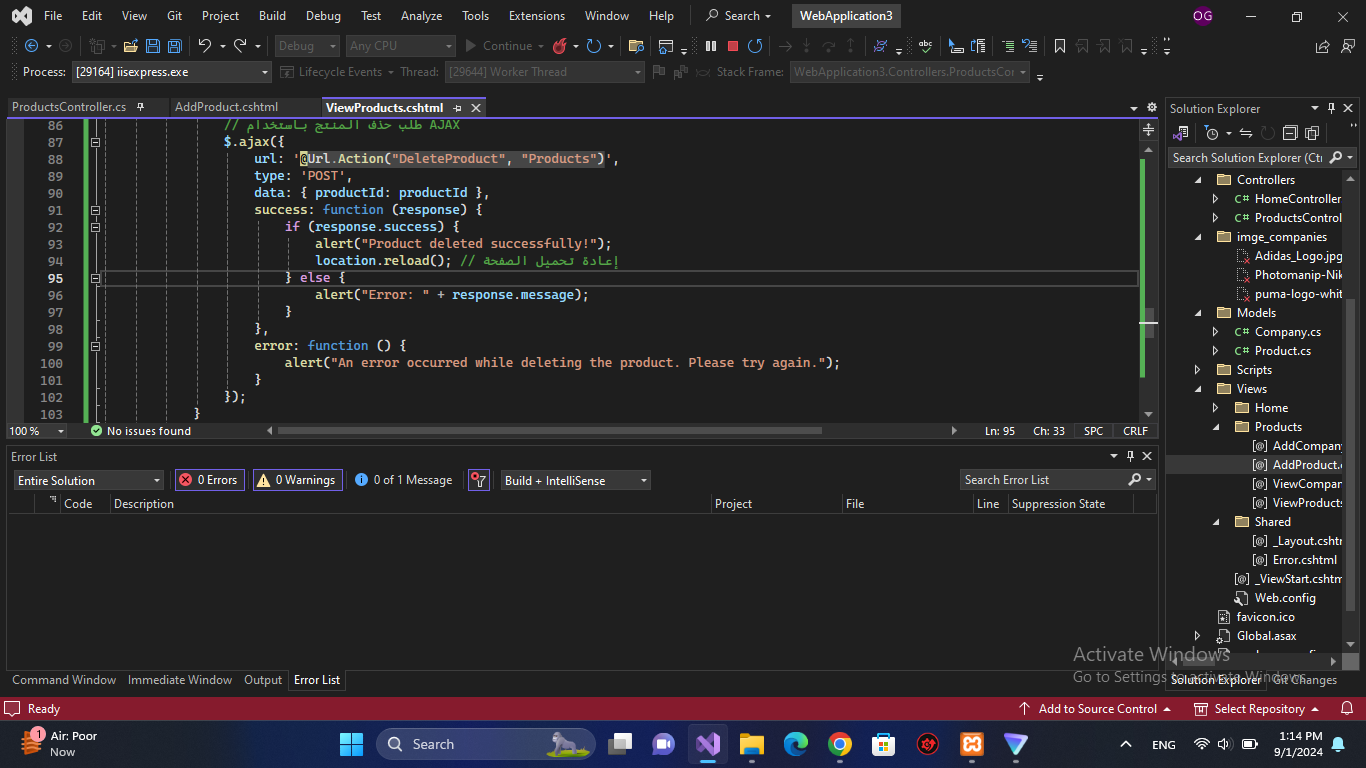 File Edit View Git Project Build Debug Test Analyze Tools Extensions Window Help Search WebApplication3 OG
Debug Any CPU Continue
Process: [29164] iisexpress.exe Lifecycle Events Thread: [29644] Worker Thread Stack Frame: WebApplication3.Controllers.ProductsCor
ProductsController.cs AddProduct.cshtml ViewProducts.cshtml
86 // طلب حذف المنتج باستخدام AJAX
87 $.ajax({
88 url: '@Url.Action("DeleteProduct", "Products")',
89 type: 'POST',
90 data: { productId: productId },
91 success: function (response) {
92 if (response.success) {
93 alert("Product deleted successfully!");
94 location.reload(); // إعادة تحميل الصفحة
95 } else {
96 alert("Error: " + response.message);
97 }
98 },
99 error: function () {
100 alert("An error occurred while deleting the product. Please try again.");
101 }
102 });
103 }
100 % No issues found Ln: 95 Ch: 33 SPC CRLF
Error List
Entire Solution 0 Errors 0 Warnings 0 of 1 Message Build + IntelliSense Search Error List
Code Description Project File Line Suppression State
Command Window Immediate Window Output Error List
Solution Explorer
Search Solution Explorer (Ctr
Controllers
C# HomeController
C# ProductsControl
imge_companies
Adidas_Logo.jpg
Photomanip-Nik
puma-logo-whit
Models
C# Company.cs
C# Product.cs
Scripts
Views
Home
Products
AddCompany
AddProduct.c
ViewCompan
ViewProducts
Shared
_Layout.cshtm
Error.cshtml
_ViewStart.cshtm
Web.config
favicon.ico
Global.asax
Activate Windows
Go to Settings to activate Windows.
Solution Explorer Git Changes
Ready Add to Source Control Select Repository
1 Air: Poor
Now
Search
ENG
1:14 PM
9/1/2024